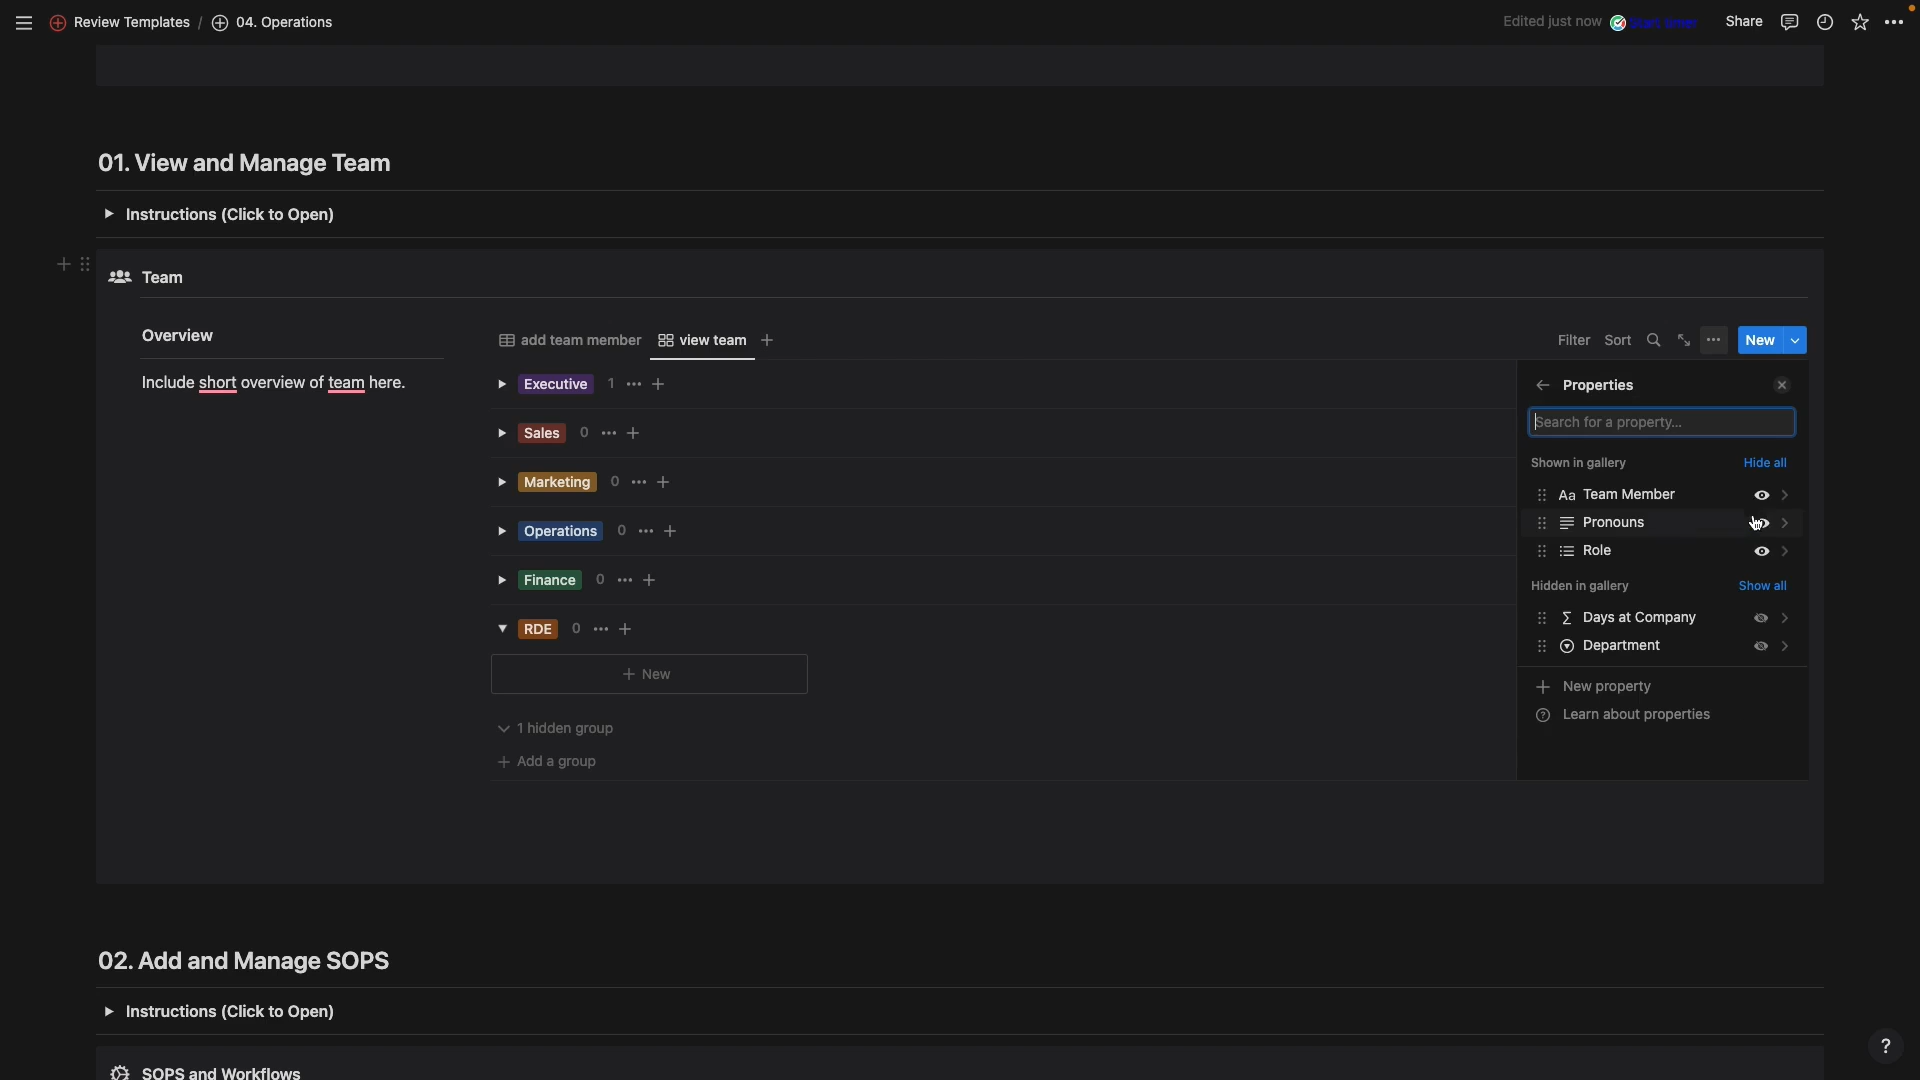 Review Templates / 04. Operations
Edited just now
Share
01. View and Manage Team
Instructions (Click to Open)
Team
Overview
Include short overview of team here.
add team member
view team
Filter
Sort
New
Executive 1
Sales 0
Marketing 0
Operations 0
Finance 0
RDE 0
New
1 hidden group
Add a group
Properties
Search for a property...
Shown in gallery
Hide all
Aa Team Member
Pronouns
Role
Hidden in gallery
Show all
Days at Company
Department
New property
Learn about properties
02. Add and Manage SOPS
Instructions (Click to Open)
SOPS and Workflows
?